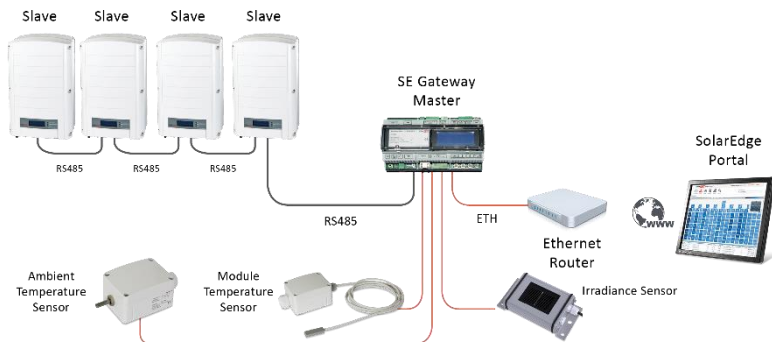 Slave
Slave
Slave
Slave
SE Gateway
Master
SolarEdge
Portal
RS485
RS485
RS485
RS485
ETH
www
Ethernet
Router
Ambient
Temperature
Sensor
Module
Temperature
Sensor
Irradiance Sensor